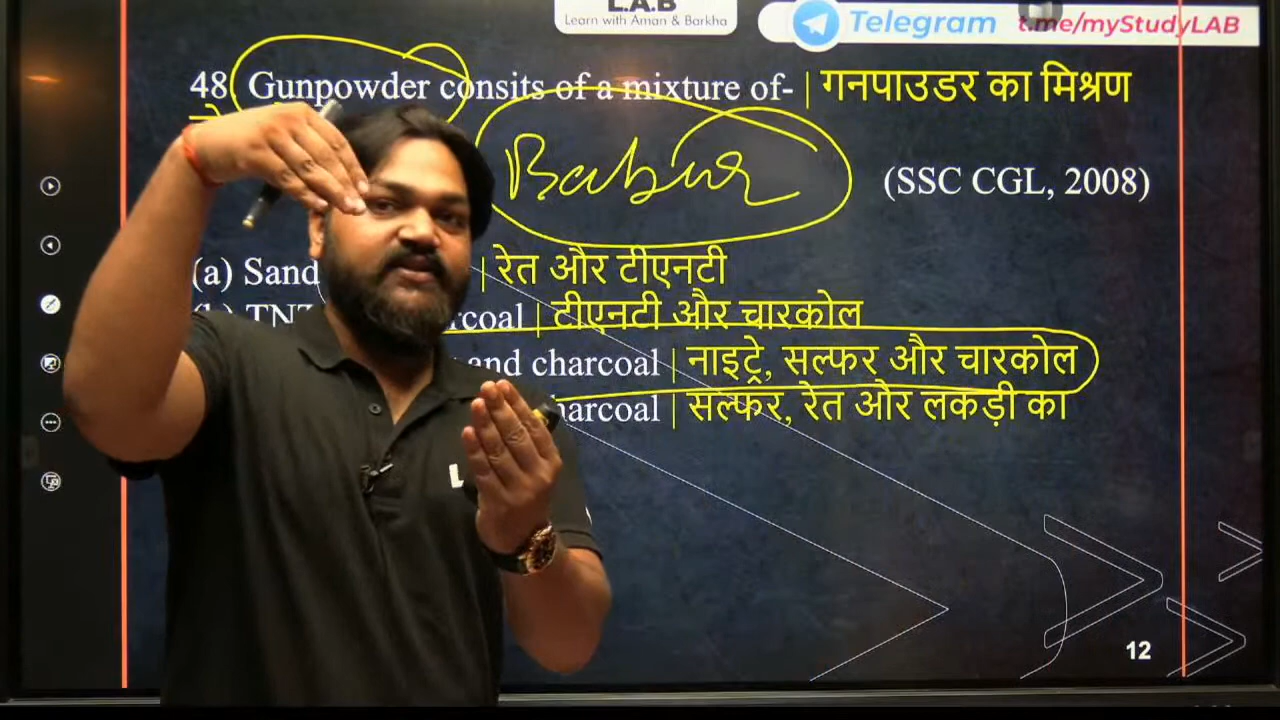 L.A.B
Learn with Aman & Barkha
Telegram t.me/myStudyLAB
48 Gunpowder consits of a mixture of- | गनपाउडर का मिश्रण
Babur
(SSC CGL, 2008)
(a) Sand | रेत और टीएनटी
| टीएनटी और चारकोल
and charcoal | नाइट्रे, सल्फर और चारकोल
| सल्फर, रेत और लकड़ी का
12